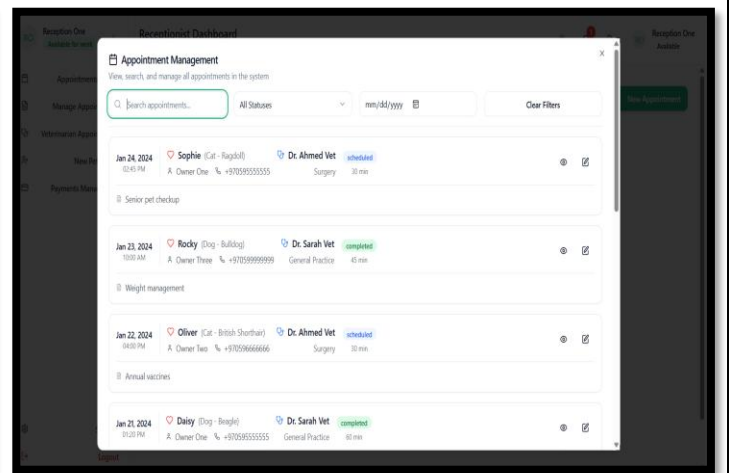 Reception One
Available for work
Receptionist Dashboard
Reception One
Available
Appointment Management
View, search, and manage all appointments in the system
x
Search appointments...
All Statuses
mm/dd/yyyy
Clear Filters
New Appointment
Jan 24, 2024
02:45 PM
Sophie (Cat - Ragdoll)
Owner One +970595555555
Dr. Ahmed Vet scheduled
Surgery 30 min
Senior pet checkup
Jan 23, 2024
10:00 AM
Rocky (Dog - Bulldog)
Owner Three +970599999999
Dr. Sarah Vet completed
General Practice 45 min
Weight management
Jan 22, 2024
04:00 PM
Oliver (Cat - British Shorthair)
Owner Two +970596666666
Dr. Ahmed Vet scheduled
Surgery 30 min
Annual vaccines
Jan 21, 2024
01:20 PM
Daisy (Dog - Beagle)
Owner One +970595555555
Dr. Sarah Vet completed
General Practice 60 min
Logout